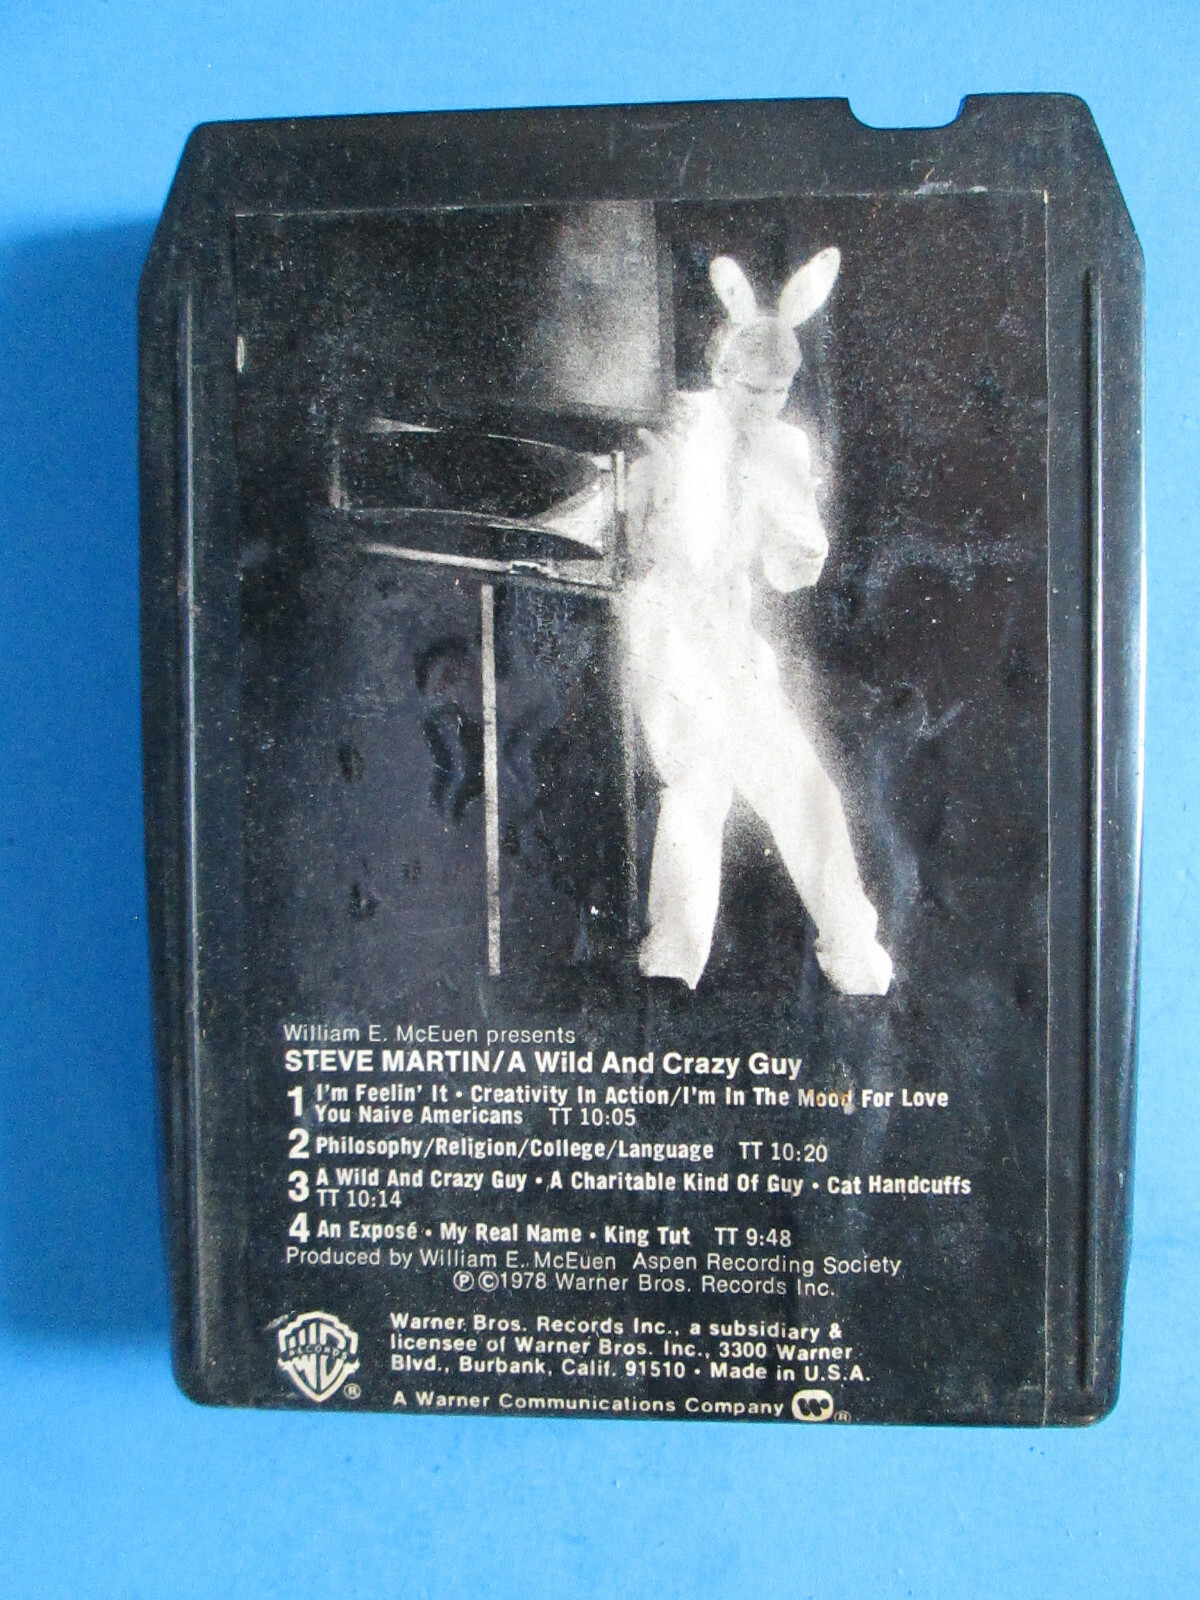 William E. McEuen presents
STEVE MARTIN/A Wild And Crazy Guy
1 I'm Feelin' It • Creativity In Action/I'm In The Mood For Love
You Naive Americans TT 10:05
2 Philosophy/Religion/College/Language TT 10:20
3 A Wild And Crazy Guy • A Charitable Kind Of Guy • Cat Handcuffs
TT 10:14
4 An Exposé • My Real Name • King Tut TT 9:48
Produced by William E. McEuen Aspen Recording Society
℗©1978 Warner Bros. Records Inc.
WB RECORDS ®
Warner Bros. Records Inc., a subsidiary &
licensee of Warner Bros. Inc., 3300 Warner
Blvd., Burbank, Calif. 91510 • Made in U.S.A.
A Warner Communications Company W ®